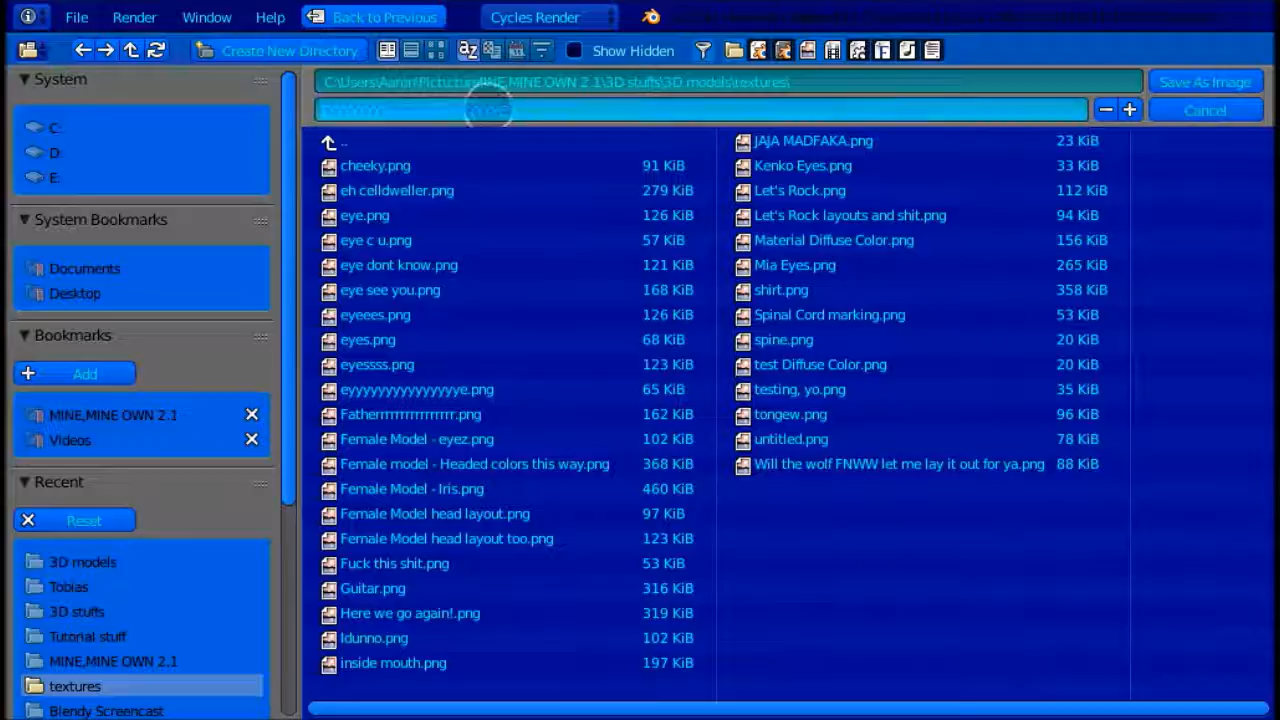 File Render Window Help Back to Previous Cycles Render
Create New Directory Show Hidden
System
C:
D:
E:
System Bookmarks
Documents
Desktop
Bookmarks
Add
MINE,MINE OWN 2.1
Videos
Recent
Reset
3D models
Tobias
3D stuffs
Tutorial stuff
MINE,MINE OWN 2.1
textures
Blendy Screencast
OWN 2.1\3D stuffs\3D models\textures\
Save As Image
Cancel
..
cheeky.png 91 KiB
eh celldweller.png 279 KiB
eye.png 126 KiB
eye c u.png 57 KiB
eye dont know.png 121 KiB
eye see you.png 168 KiB
eyeees.png 126 KiB
eyes.png 68 KiB
eyessss.png 123 KiB
eyyyyyyyyyyyyyyye.png 65 KiB
Fatherrrrrrrrrrrrrrr.png 162 KiB
Female Model - eyez.png 102 KiB
Female model - Headed colors this way.png 368 KiB
Female Model - Iris.png 460 KiB
Female Model head layout.png 97 KiB
Female Model head layout too.png 123 KiB
Fuck this shit.png 53 KiB
Guitar.png 316 KiB
Here we go again!.png 319 KiB
Idunno.png 102 KiB
inside mouth.png 197 KiB
JAJA MADFAKA.png 23 KiB
Kenko Eyes.png 33 KiB
Let's Rock.png 112 KiB
Let's Rock layouts and shit.png 94 KiB
Material Diffuse Color.png 156 KiB
Mia Eyes.png 265 KiB
shirt.png 358 KiB
Spinal Cord marking.png 53 KiB
spine.png 20 KiB
test Diffuse Color.png 20 KiB
testing, yo.png 35 KiB
tongew.png 96 KiB
untitled.png 78 KiB
Will the wolf FNWW let me lay it out for ya.png 88 KiB